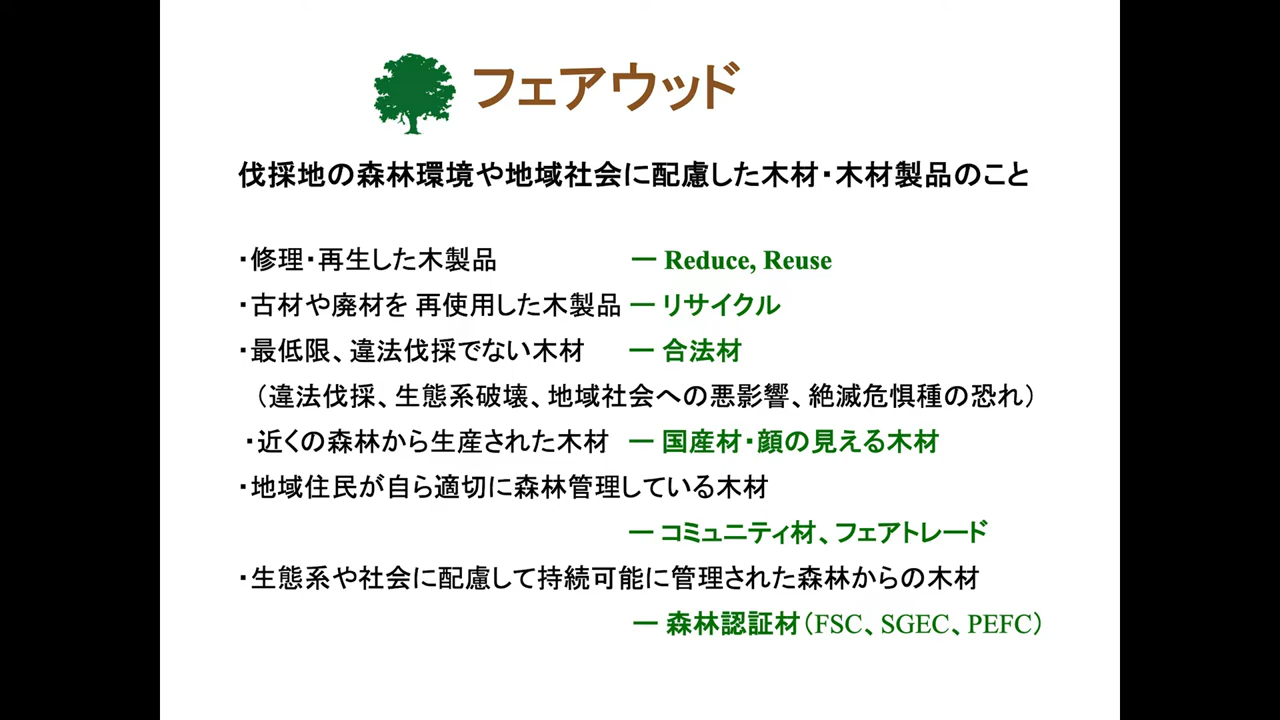 フェアウッド
伐採地の森林環境や地域社会に配慮した木材・木材製品のこと
・修理・再生した木製品 ー Reduce, Reuse
・古材や廃材を 再使用した木製品 ー リサイクル
・最低限、違法伐採でない木材 ー 合法材
（違法伐採、生態系破壊、地域社会への悪影響、絶滅危惧種の恐れ）
・近くの森林から生産された木材 ー 国産材・顔の見える木材
・地域住民が自ら適切に森林管理している木材
ー コミュニティ材、フェアトレード
・生態系や社会に配慮して持続可能に管理された森林からの木材
ー 森林認証材（FSC、SGEC、PEFC）